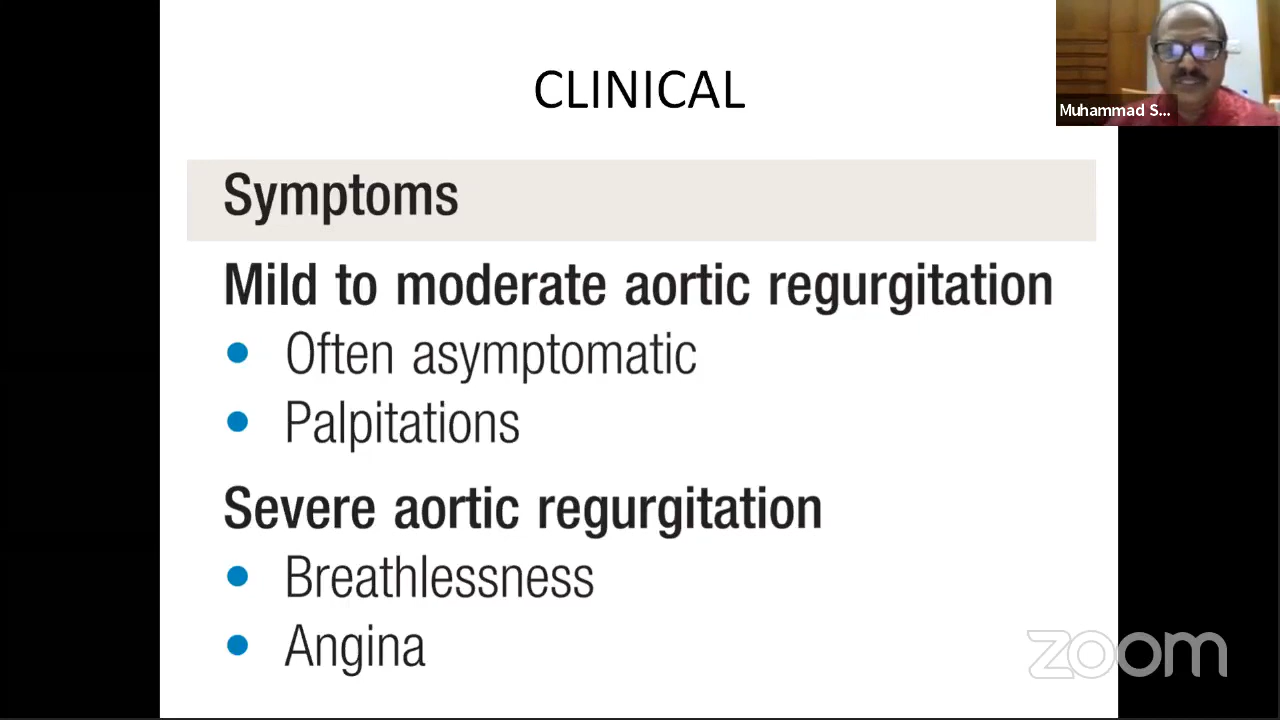 CLINICAL
Muhammad S...
Symptoms
Mild to moderate aortic regurgitation
• Often asymptomatic
• Palpitations
Severe aortic regurgitation
• Breathlessness
• Angina
zoom